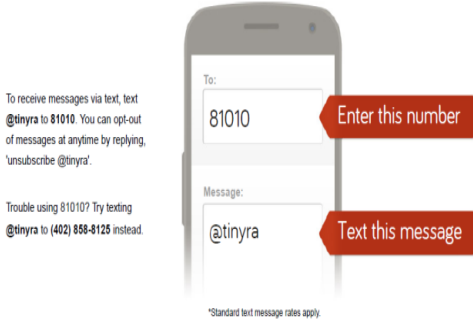 To receive messages via text, text
@tinyra to 81010. You can opt-out
of messages at anytime by replying,
'unsubscribe @tinyra'.
Trouble using 81010? Try texting
@tinyra to (402) 858-8125 instead.
To:
81010
Enter this number
Message:
@tinyra
Text this message
*Standard text message rates apply.